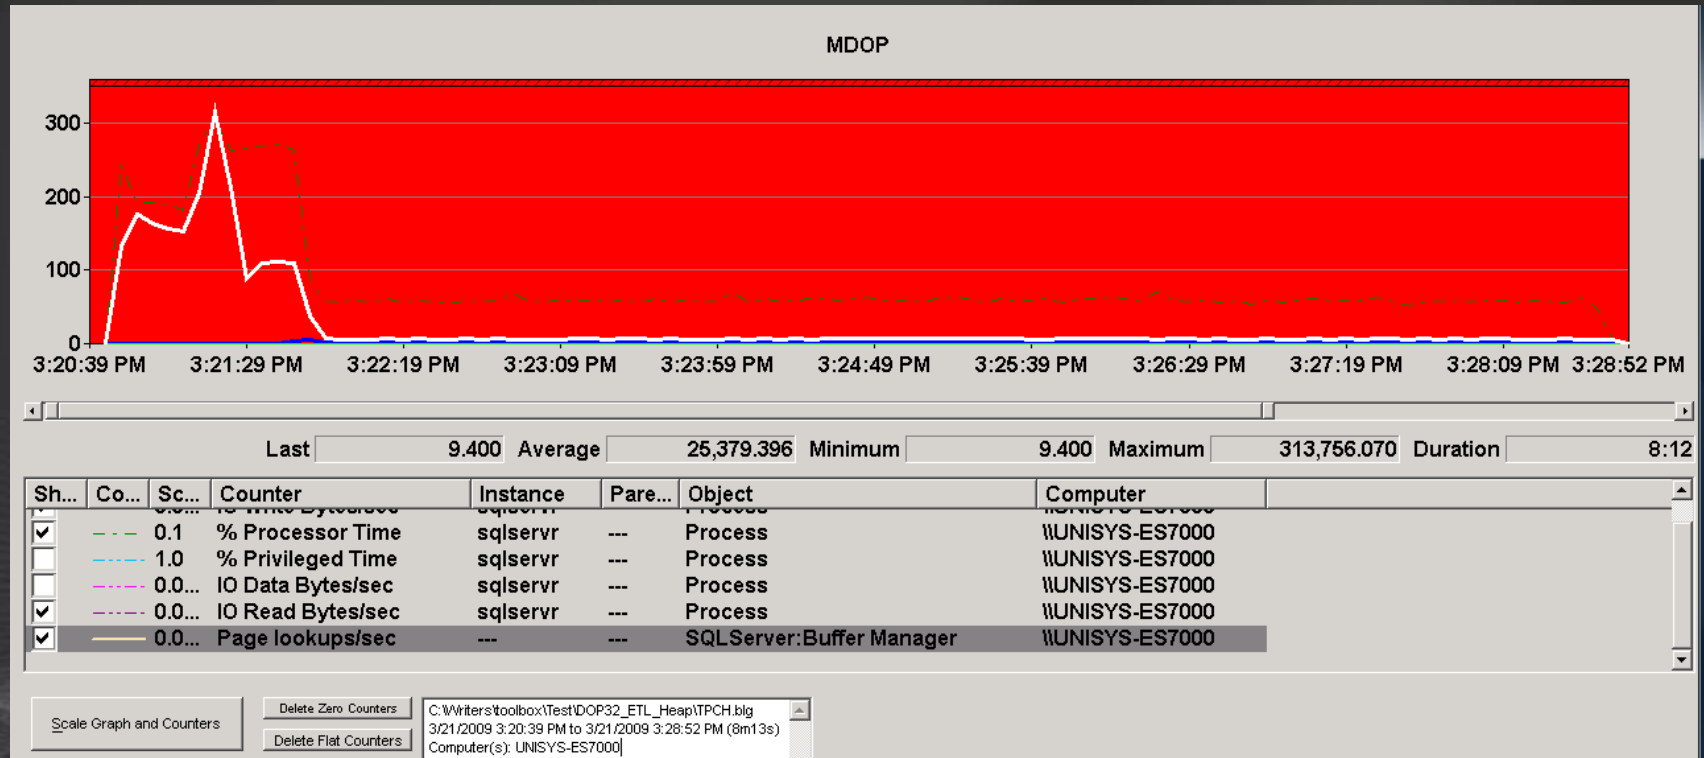 MDOP
300
200
100
0
3:20:39 PM 3:21:29 PM 3:22:19 PM 3:23:09 PM 3:23:59 PM 3:24:49 PM 3:25:39 PM 3:26:29 PM 3:27:19 PM 3:28:09 PM 3:28:52 PM
Last 9.400 Average 25,379.396 Minimum 9.400 Maximum 313,756.070 Duration 8:12
Sh... Co... Sc... Counter Instance Pare... Object Computer
0.1 % Processor Time sqlservr --- Process \\UNISYS-ES7000
1.0 % Privileged Time sqlservr --- Process \\UNISYS-ES7000
0.0... IO Data Bytes/sec sqlservr --- Process \\UNISYS-ES7000
0.0... IO Read Bytes/sec sqlservr --- Process \\UNISYS-ES7000
0.0... Page lookups/sec --- --- SQLServer:Buffer Manager \\UNISYS-ES7000
Scale Graph and Counters
Delete Zero Counters
Delete Flat Counters
C:\Writers\toolbox\Test\DOP32_ETL_Heap\TPCH.blg
3/21/2009 3:20:39 PM to 3/21/2009 3:28:52 PM (8m13s)
Computer(s): UNISYS-ES7000